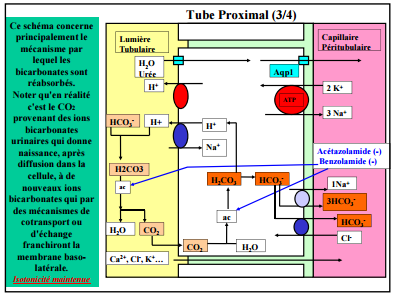 Tube Proximal (3/4)
Ce schéma concerne
principalement le
mécanisme par
lequel les
bicarbonates sont
réabsorbés.
Noter qu'en réalité
c'est le CO₂
provenant des ions
bicarbonates
urinaires qui donne
naissance, après
diffusion dans la
cellule, à de
nouveaux ions
bicarbonates qui par
des mécanismes de
cotransport ou
d'échange
franchiront la
membrane baso-
latérale.
Isotonicité maintenue
Lumière
Tubulaire
Capillaire
Péritubulaire
H₂O
Urée
Aqp1
H⁺
ATP
2 K⁺
3 Na⁺
HCO₃⁻
H+
H⁺
Na⁺
Acétazolamide (-)
Benzolamide (-)
H2CO3
ac
H₂CO₃
HCO₃⁻
1Na⁺
3HCO₃⁻
HCO₃⁻
Cl⁻
ac
H₂O
CO₂
CO₂
H₂O
Ca²⁺, Cl⁻, K⁺...